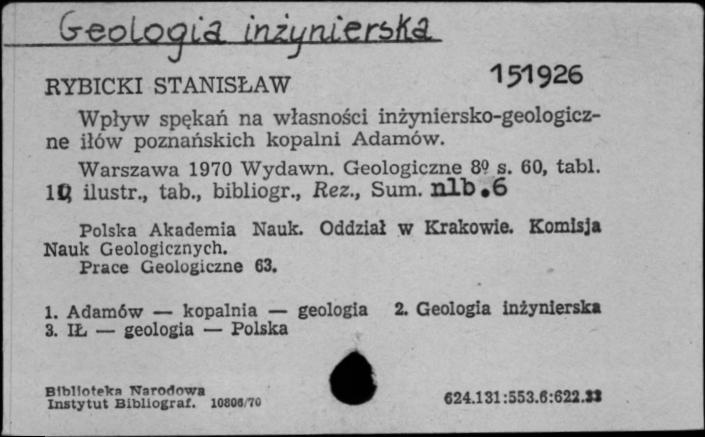 Geologia inżynierska
RYBICKI STANISŁAW 151926
Wpływ spękań na własności inżyniersko-geologicz-
ne iłów poznańskich kopalni Adamów.
Warszawa 1970 Wydawn. Geologiczne 8º s. 60, tabl.
ilustr., tab., bibliogr., Rez., Sum. nlb.6
Polska Akademia Nauk. Oddział w Krakowie. Komisja
Nauk Geologicznych.
Prace Geologiczne 63.
1. Adamów — kopalnia — geologia 2. Geologia inżynierska
3. IŁ — geologia — Polska
Biblioteka Narodowa
Instytut Bibliograf. 10806/70 624.131:553.6:622.33